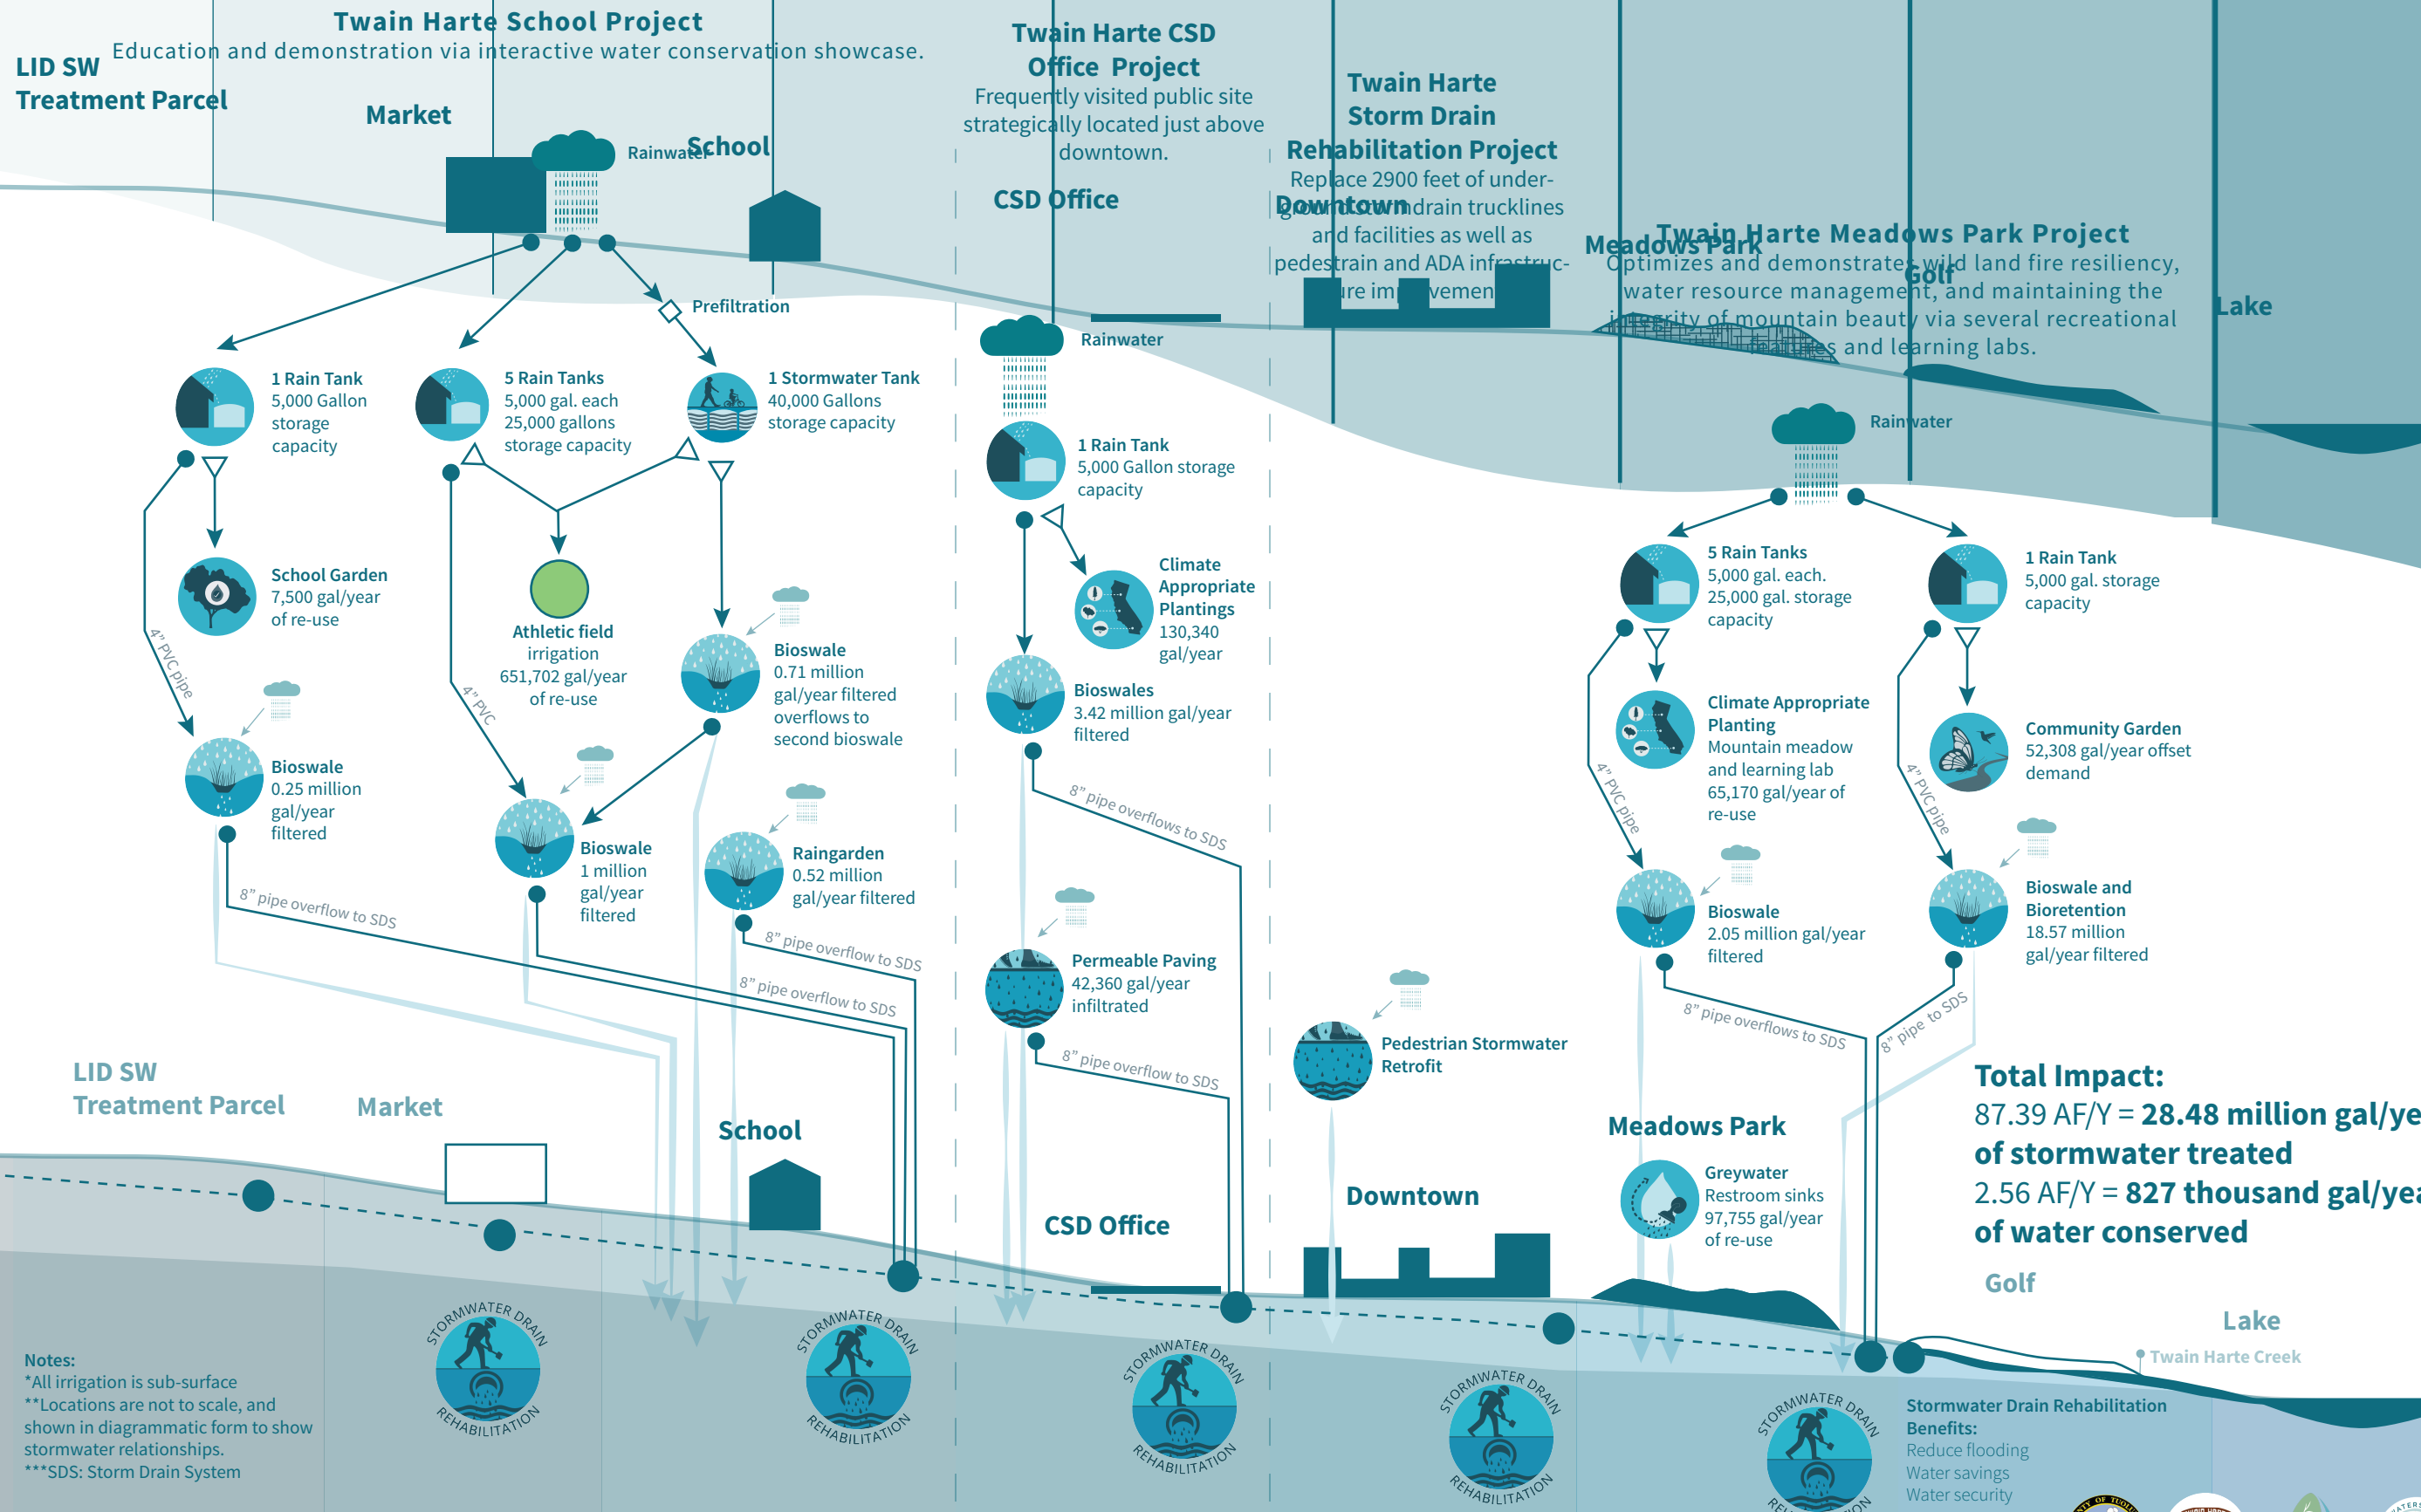 Twain Harte School Project
Education and demonstration via interactive water conservation showcase.
LID SW
Treatment Parcel
Market
School
Rainwater
Prefiltration
1 Rain Tank
5,000 Gallon
storage
capacity
5 Rain Tanks
5,000 gal. each
25,000 gallons
storage capacity
1 Stormwater Tank
40,000 Gallons
storage capacity
School Garden
7,500 gal/year
of re-use
Athletic field
irrigation
651,702 gal/year
of re-use
Bioswale
0.71 million
gal/year filtered
overflows to
second bioswale
4” PVC pipe
4” PVC
Bioswale
0.25 million
gal/year
filtered
Bioswale
1 million
gal/year
filtered
Raingarden
0.52 million
gal/year filtered
8” pipe overflow to SDS
8” pipe overflow to SDS
8” pipe overflow to SDS
Twain Harte CSD
Office Project
Frequently visited public site
strategically located just above
downtown.
CSD Office
Rainwater
1 Rain Tank
5,000 Gallon storage
capacity
Climate
Appropriate
Plantings
130,340
gal/year
Bioswales
3.42 million gal/year
filtered
8” pipe overflows to SDS
Permeable Paving
42,360 gal/year
infiltrated
8” pipe overflow to SDS
Twain Harte
Storm Drain
Rehabilitation Project
Replace 2900 feet of under-
ground stormdrain trucklines
and facilities as well as
pedestrain and ADA infrastruc-
ure improvemen
Downtown
Pedestrian Stormwater
Retrofit
Meadows Park
Twain Harte Meadows Park Project
Optimizes and demonstrates wild land fire resiliency,
water resource management, and maintaining the
integrity of mountain beauty via several recreational
features and learning labs.
Golf
Lake
Rainwater
5 Rain Tanks
5,000 gal. each.
25,000 gal. storage
capacity
1 Rain Tank
5,000 gal. storage
capacity
Climate Appropriate
Planting
Mountain meadow
and learning lab
65,170 gal/year of
re-use
Community Garden
52,308 gal/year offset
demand
4” PVC pipe
4” PVC pipe
Bioswale
2.05 million gal/year
filtered
Bioswale and
Bioretention
18.57 million
gal/year filtered
8” pipe overflows to SDS
8” pipe to SDS
Total Impact:
87.39 AF/Y = 28.48 million gal/ye
of stormwater treated
2.56 AF/Y = 827 thousand gal/yea
of water conserved
LID SW
Treatment Parcel
Market
School
CSD Office
Downtown
Meadows Park
Greywater
Restroom sinks
97,755 gal/year
of re-use
Golf
Lake
Twain Harte Creek
Notes:
*All irrigation is sub-surface
**Locations are not to scale, and
shown in diagrammatic form to show
stormwater relationships.
***SDS: Storm Drain System
STORMWATER DRAIN
REHABILITATION
STORMWATER DRAIN
REHABILITATION
STORMWATER DRAIN
REHABILITATION
STORMWATER DRAIN
REHABILITATION
STORMWATER DRAIN
Stormwater Drain Rehabilitation
Benefits:
Reduce flooding
Water savings
Water security